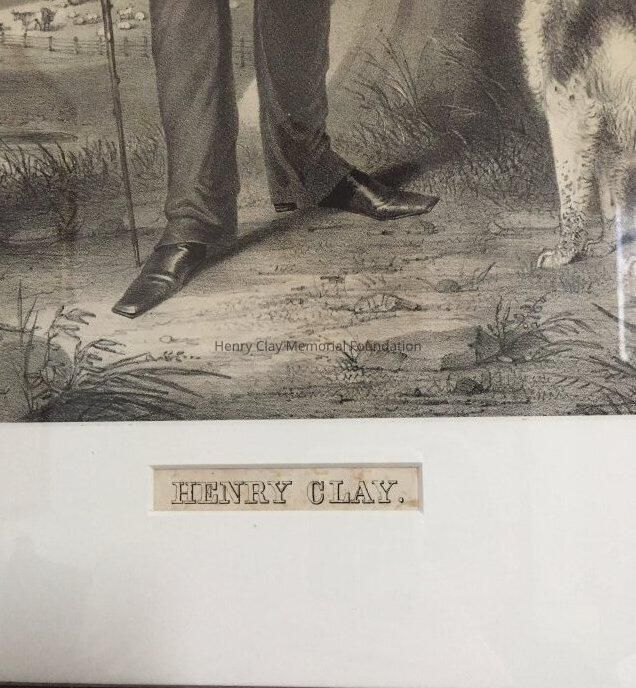 Henry Clay Memorial Foundation
HENRY CLAY.